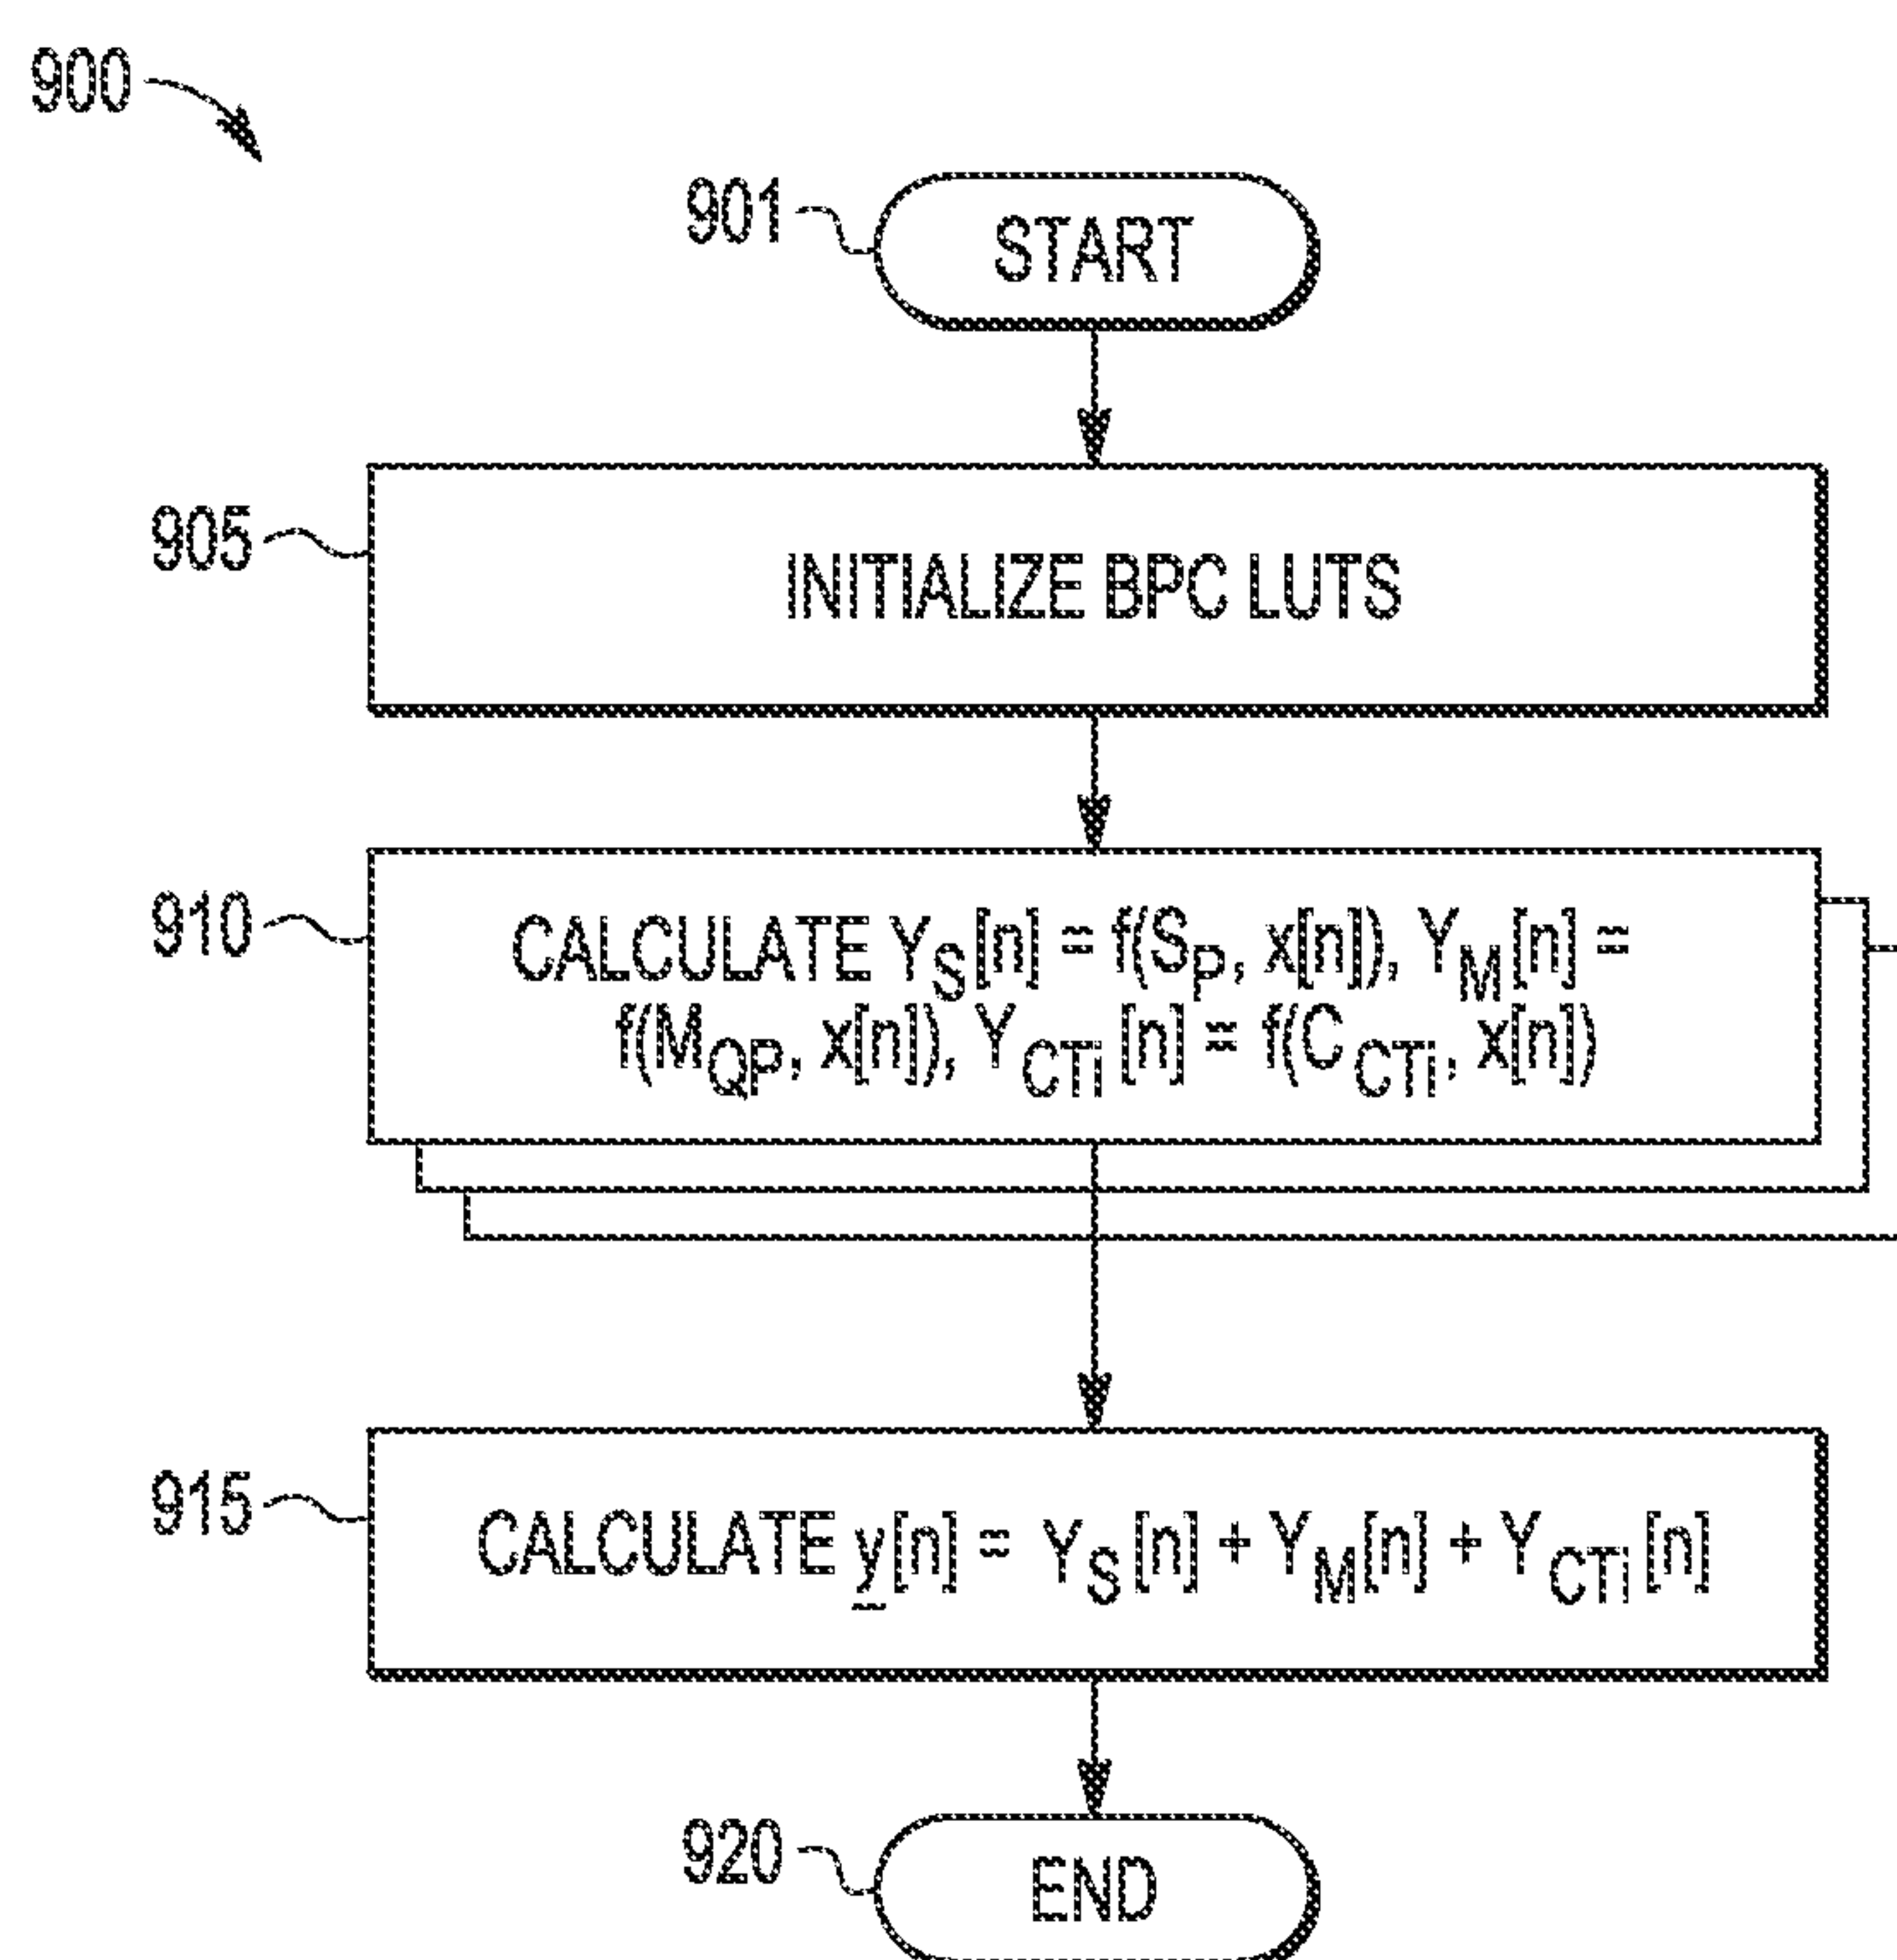 900
901
START
905
INITIALIZE BPC LUTS
910
CALCULATE Y_S[n] = f(S_P, x[n]), Y_M[n] =
f(M_QP, x[n]), Y_CTi[n] = f(C_CTi, x[n])
915
CALCULATE y[n] = Y_S[n] + Y_M[n] + Y_CTi[n]
920
END